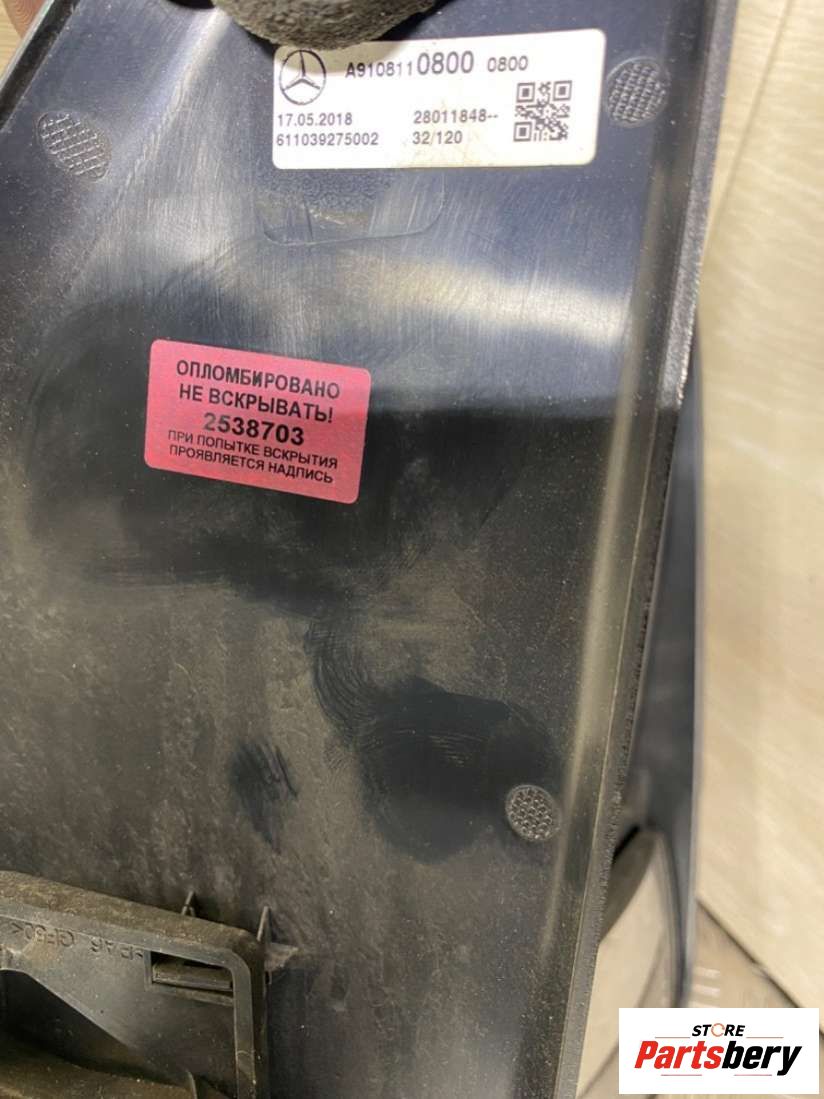 A9108110800 0800
17.05.2018 28011848--
611039275002 32/120
ОПЛОМБИРОВАНО
НЕ ВСКРЫВАТЬ!
2538703
ПРИ ПОПЫТКЕ ВСКРЫТИЯ
ПРОЯВЛЯЕТСЯ НАДПИСЬ
STORE
Partsbery